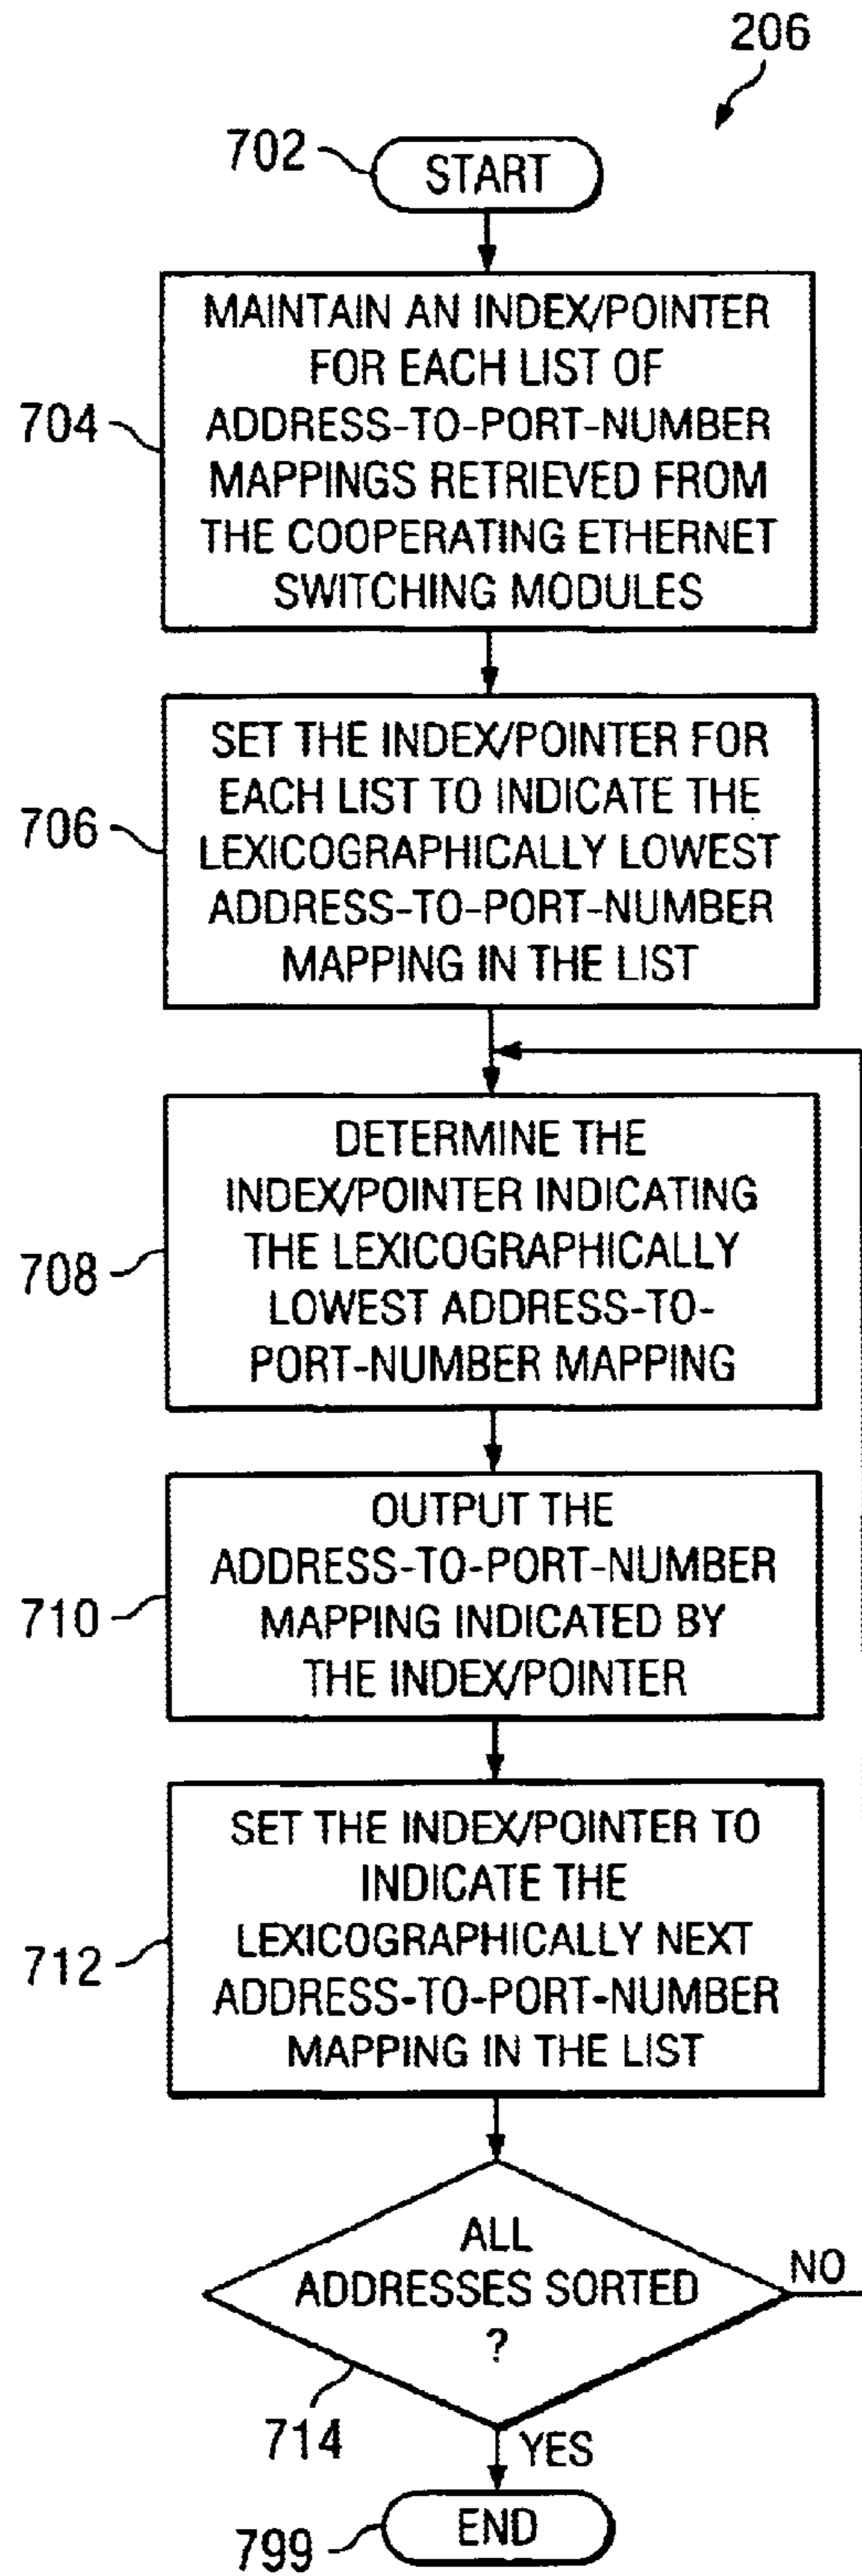 206
702
START
MAINTAIN AN INDEX/POINTER
FOR EACH LIST OF
ADDRESS-TO-PORT-NUMBER
MAPPINGS RETRIEVED FROM
THE COOPERATING ETHERNET
SWITCHING MODULES
704
SET THE INDEX/POINTER FOR
EACH LIST TO INDICATE THE
LEXICOGRAPHICALLY LOWEST
ADDRESS-TO-PORT-NUMBER
MAPPING IN THE LIST
706
DETERMINE THE
INDEX/POINTER INDICATING
THE LEXICOGRAPHICALLY
LOWEST ADDRESS-TO-
PORT-NUMBER MAPPING
708
OUTPUT THE
ADDRESS-TO-PORT-NUMBER
MAPPING INDICATED BY
THE INDEX/POINTER
710
SET THE INDEX/POINTER TO
INDICATE THE
LEXICOGRAPHICALLY NEXT
ADDRESS-TO-PORT-NUMBER
MAPPING IN THE LIST
712
ALL
ADDRESSES SORTED
?
NO
714
YES
END
799